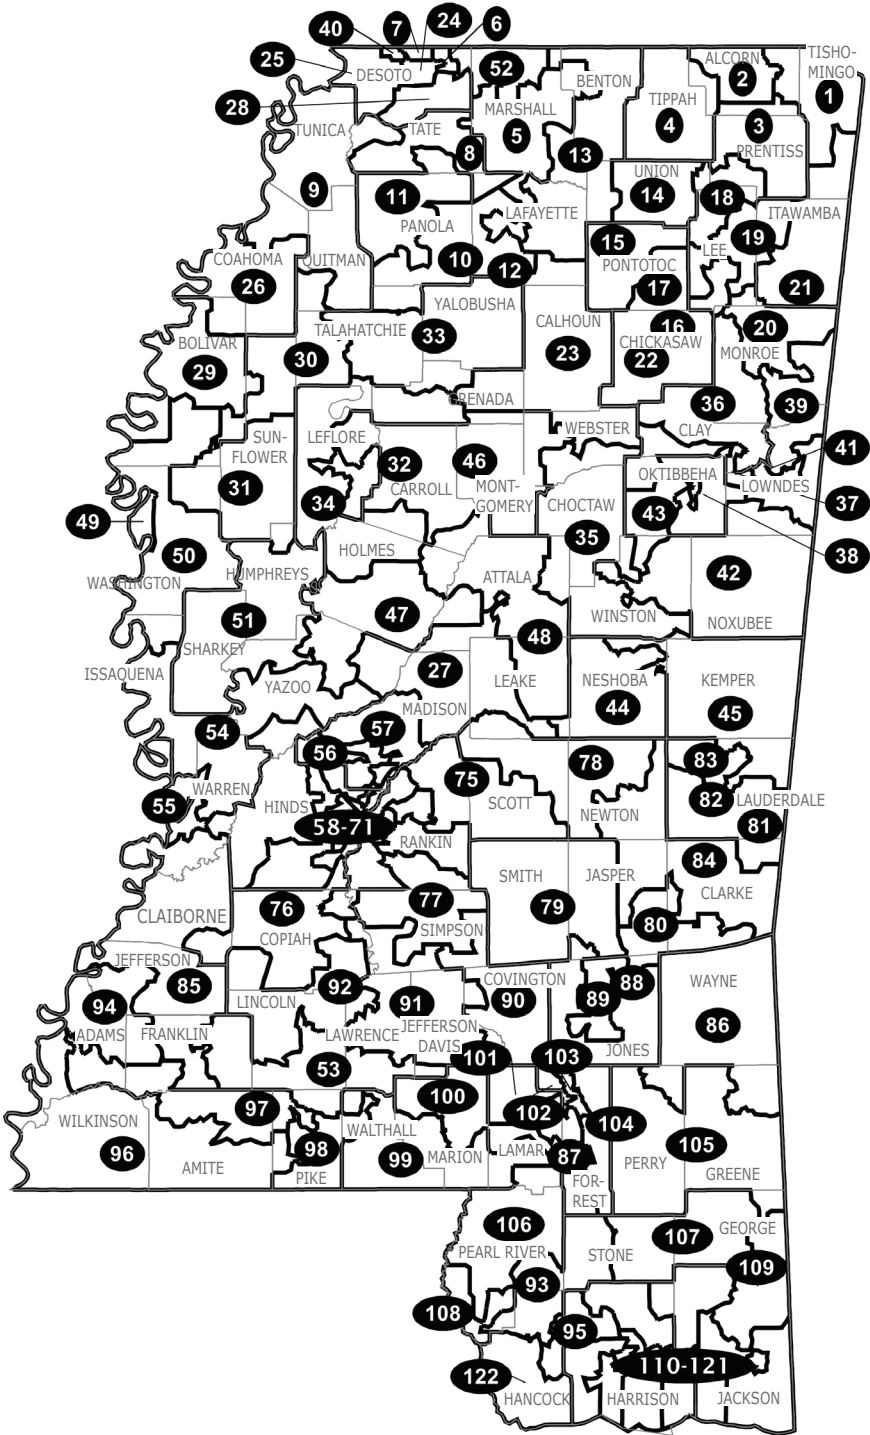 40
7
24
6
25
DESOTO
52
BENTON
ALCORN
2
TISHO-
MINGO
1
28
TUNICA
TATE
MARSHALL
5
TIPPAH
4
3
PRENTISS
8
13
9
11
PANOLA
LAFAYETTE
UNION
14
18
ITAWAMBA
COAHOMA
26
QUITMAN
10
12
15
PONTOTOC
17
LEE
19
21
YALOBUSHA
TALAHATCHIE
33
CALHOUN
23
16
CHICKASAW
22
20
MONROE
BOLIVAR
29
30
GRENADA
36
39
CLAY
SUN-
FLOWER
31
LEFLORE
32
CARROLL
46
MONT-
GOMERY
WEBSTER
OKTIBBEHA
43
41
LOWNDES
37
49
34
CHOCTAW
35
38
50
WASHINGTON
HUMPHREYS
HOLMES
ATTALA
42
51
SHARKEY
47
48
WINSTON
NOXUBEE
ISSAQUENA
YAZOO
27
MADISON
LEAKE
NESHOBA
44
KEMPER
45
54
57
56
55
WARREN
HINDS
58-71
RANKIN
75
SCOTT
78
NEWTON
83
82
LAUDERDALE
81
CLAIBORNE
76
COPIAH
77
SIMPSON
SMITH
79
JASPER
80
84
CLARKE
JEFFERSON
85
94
ADAMS
FRANKLIN
LINCOLN
92
LAWRENCE
91
JEFFERSON
DAVIS
COVINGTON
90
89
88
JONES
WAYNE
86
53
101
103
WILKINSON
96
97
AMITE
98
PIKE
WALTHALL
99
100
MARION
102
LAMAR
87
FOR-
REST
104
PERRY
105
GREENE
106
PEARL RIVER
STONE
107
GEORGE
93
109
108
95
110-121
122
HANCOCK
HARRISON
JACKSON